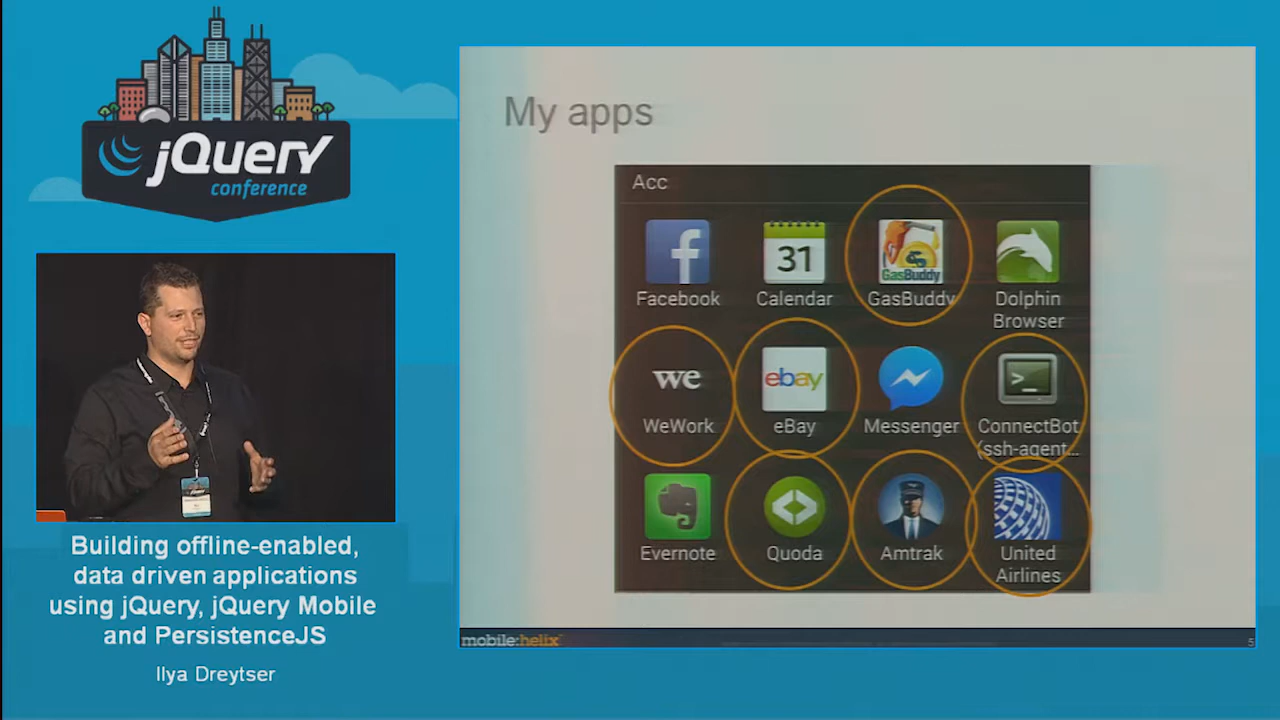 jQuery
conference
My apps
Acc
31
GasBuddy
Facebook
Calendar
GasBuddy
Dolphin
Browser
we
ebay
>_
WeWork
eBay
Messenger
ConnectBot
(ssh-agent...
Evernote
Quoda
Amtrak
United
Airlines
mobile:helix
5
Building offline-enabled,
data driven applications
using jQuery, jQuery Mobile
and PersistenceJS
Ilya Dreytser